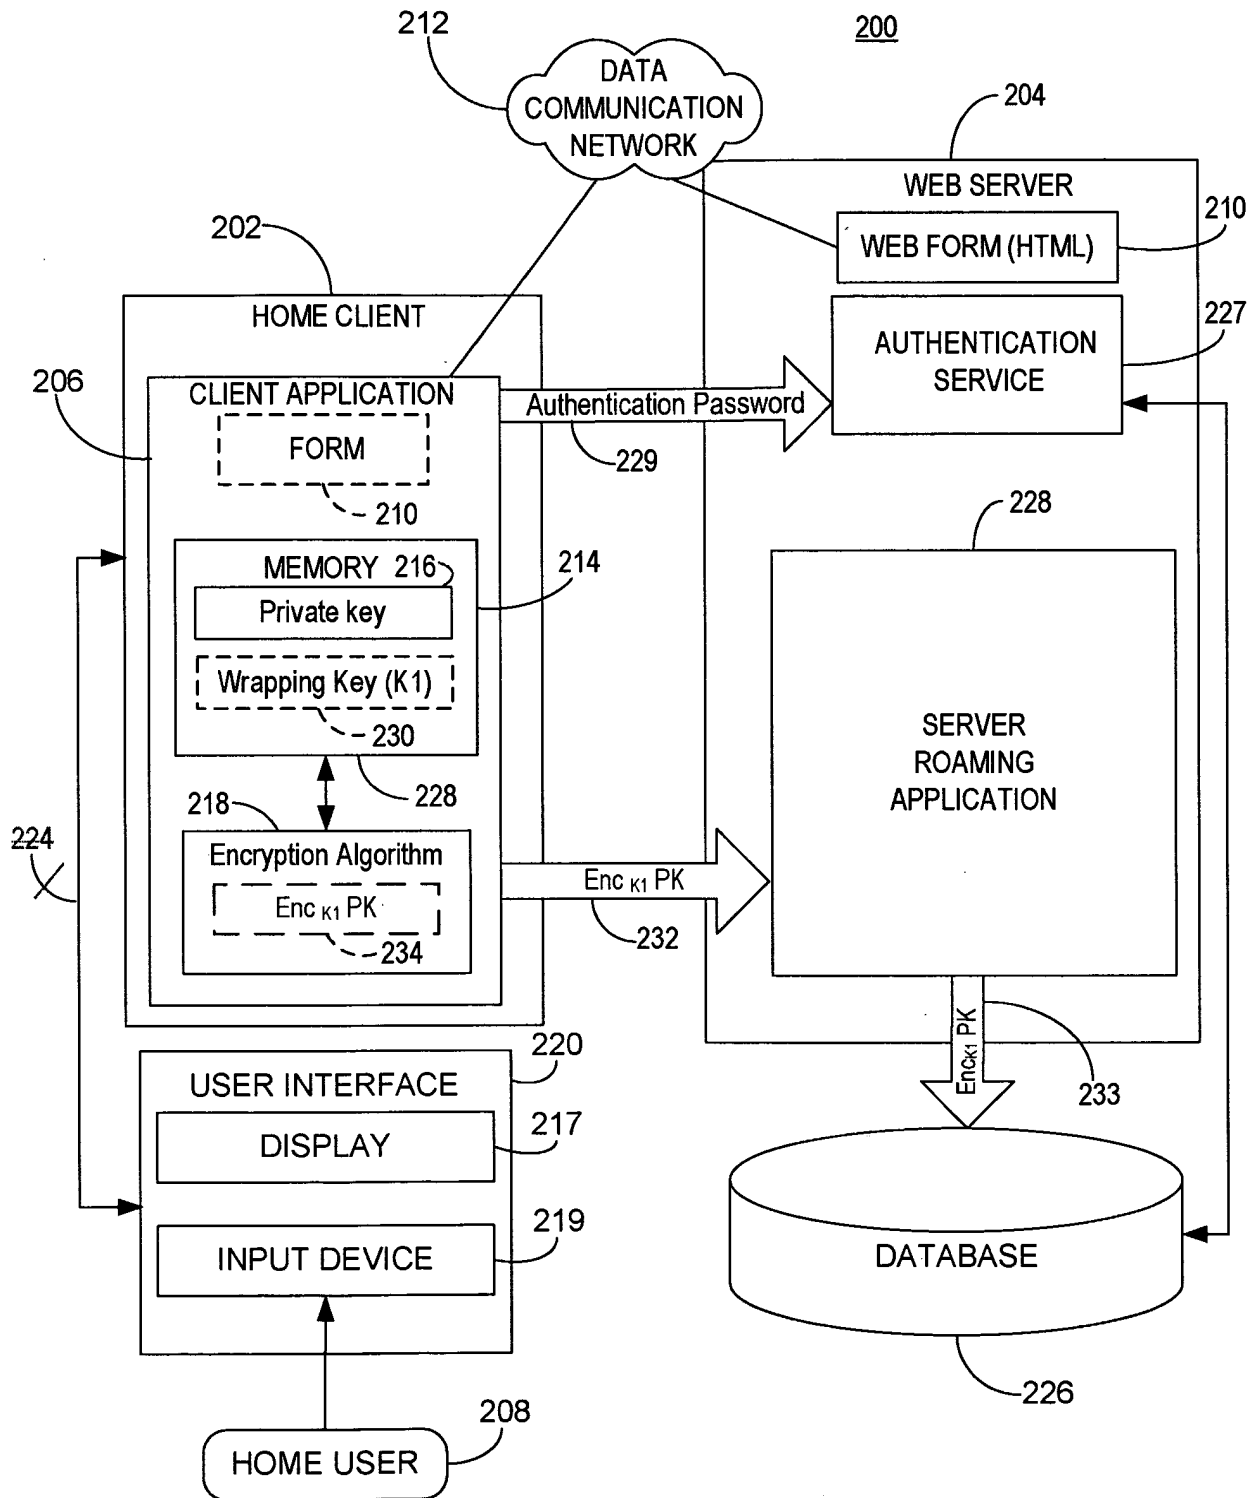 212
200
DATA
COMMUNICATION
NETWORK
204
WEB SERVER
210
WEB FORM (HTML)
202
HOME CLIENT
227
AUTHENTICATION
SERVICE
206
CLIENT APPLICATION
Authentication Password
229
FORM
210
228
MEMORY
216
214
Private key
Wrapping Key (K1)
230
228
SERVER
ROAMING
APPLICATION
218
224
Encryption Algorithm
Enc K1 PK
234
Enc K1 PK
232
EncK1 PK
233
220
USER INTERFACE
217
DISPLAY
219
INPUT DEVICE
DATABASE
226
208
HOME USER